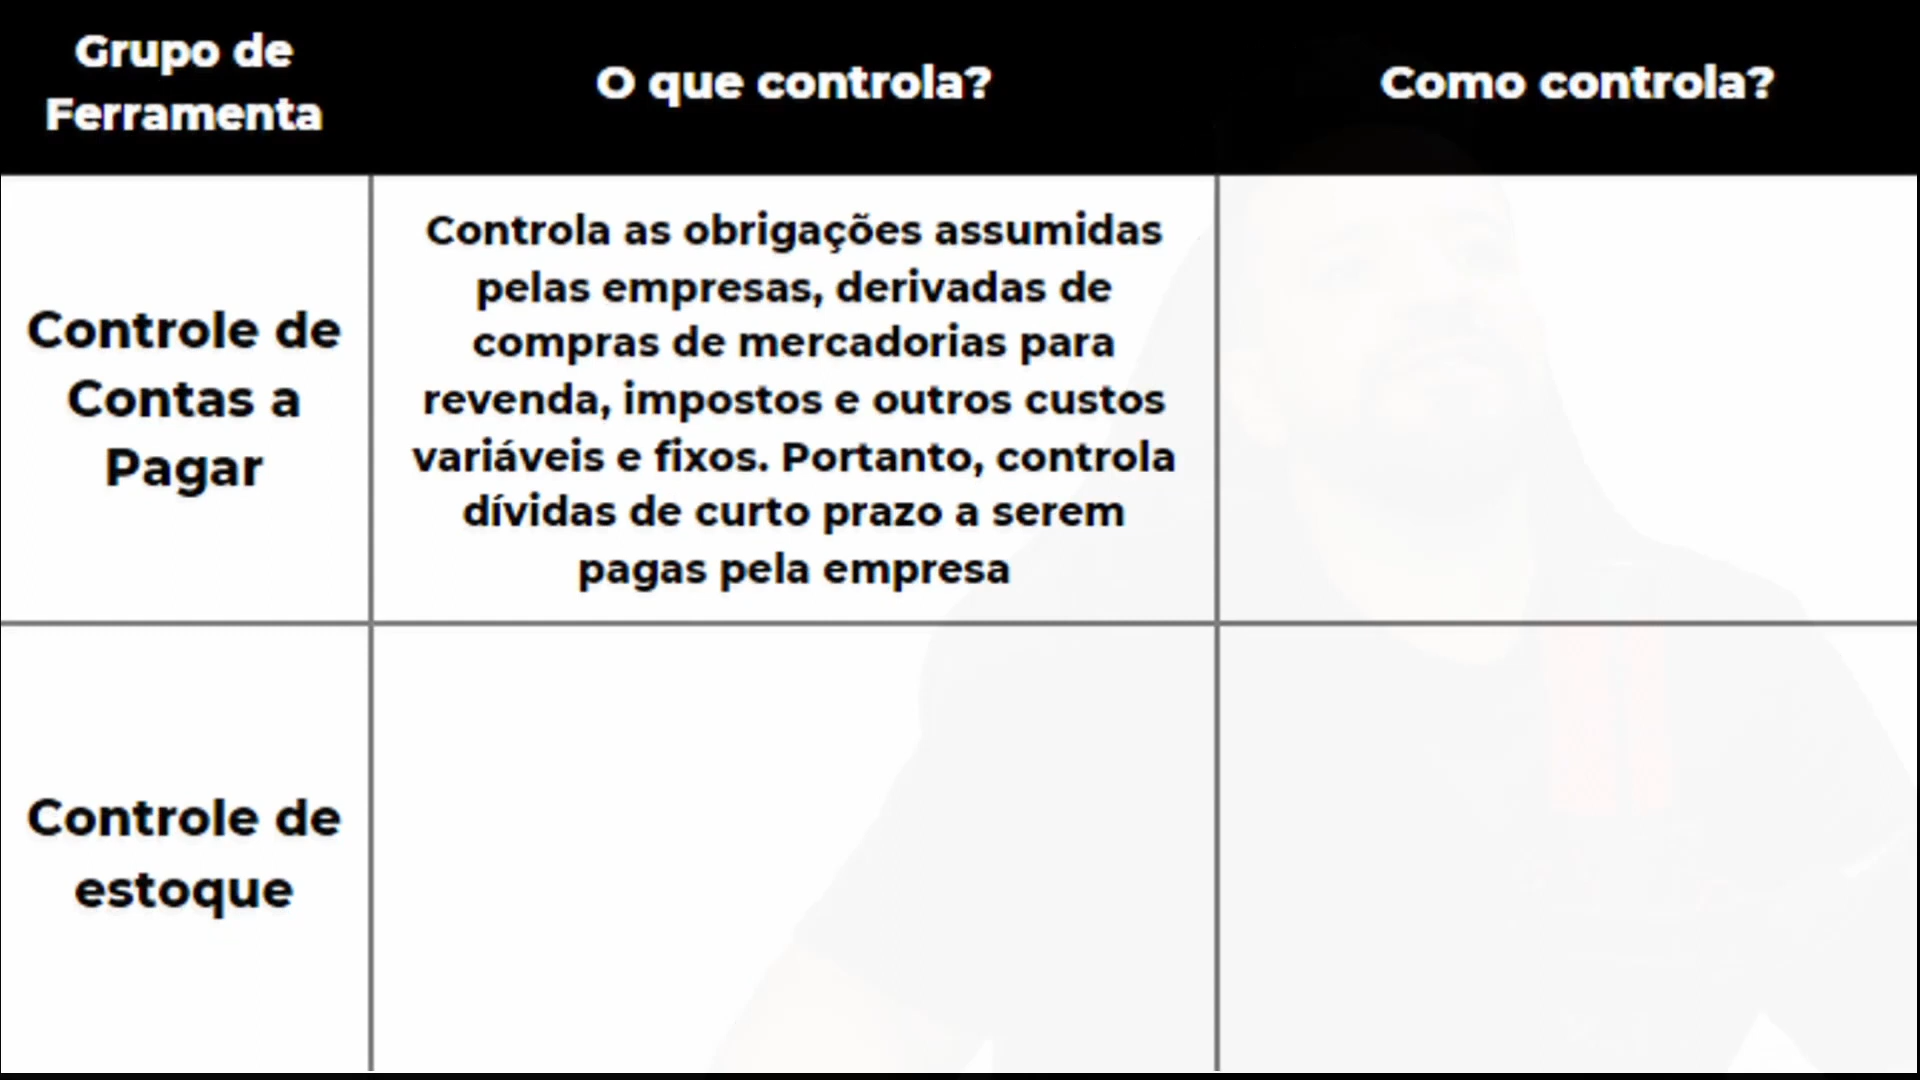 Grupo de
Ferramenta
O que controla?
Como controla?
Controle de
Contas a
Pagar
Controla as obrigações assumidas
pelas empresas, derivadas de
compras de mercadorias para
revenda, impostos e outros custos
variáveis e fixos. Portanto, controla
dívidas de curto prazo a serem
pagas pela empresa
Controle de
estoque